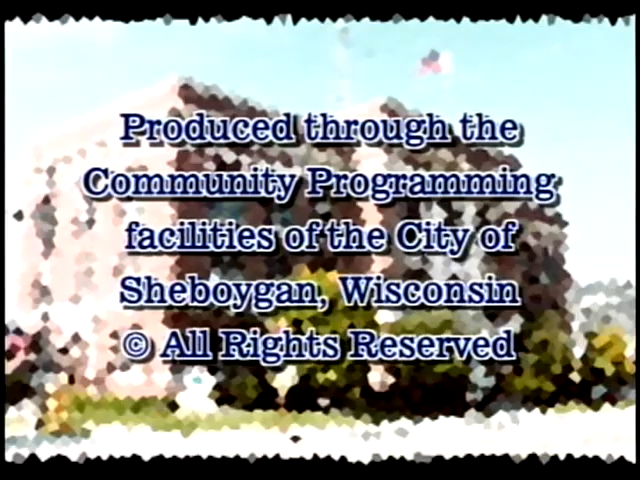 Produced through the
Community Programming
facilities of the City of
Sheboygan, Wisconsin
© All Rights Reserved